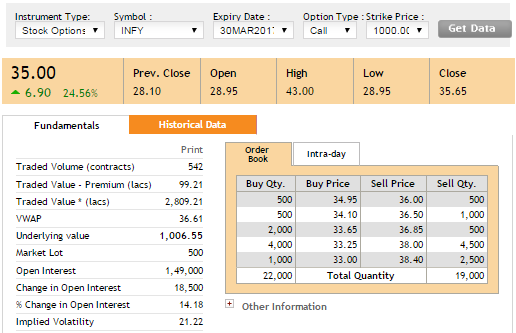 Instrument Type: Symbol : Expiry Date : Option Type : Strike Price :
Stock Options INFY 30MAR2017 Call 1000.00 Get Data
35.00 Prev. Close Open High Low Close
6.90 24.56% 28.10 28.95 43.00 28.95 35.65
Fundamentals Historical Data
Print
Traded Volume (contracts) 542
Traded Value - Premium (lacs) 99.21
Traded Value * (lacs) 2,809.21
VWAP 36.61
Underlying value 1,006.55
Market Lot 500
Open Interest 1,49,000
Change in Open Interest 18,500
% Change in Open Interest 14.18
Implied Volatility 21.22
Order
Book
Intra-day
Buy Qty. Buy Price Sell Price Sell Qty.
500 34.95 36.00 500
500 34.10 36.50 1,000
2,000 33.65 36.85 500
4,000 33.25 38.00 4,500
1,000 33.00 38.40 2,500
22,000 Total Quantity 19,000
Other Information